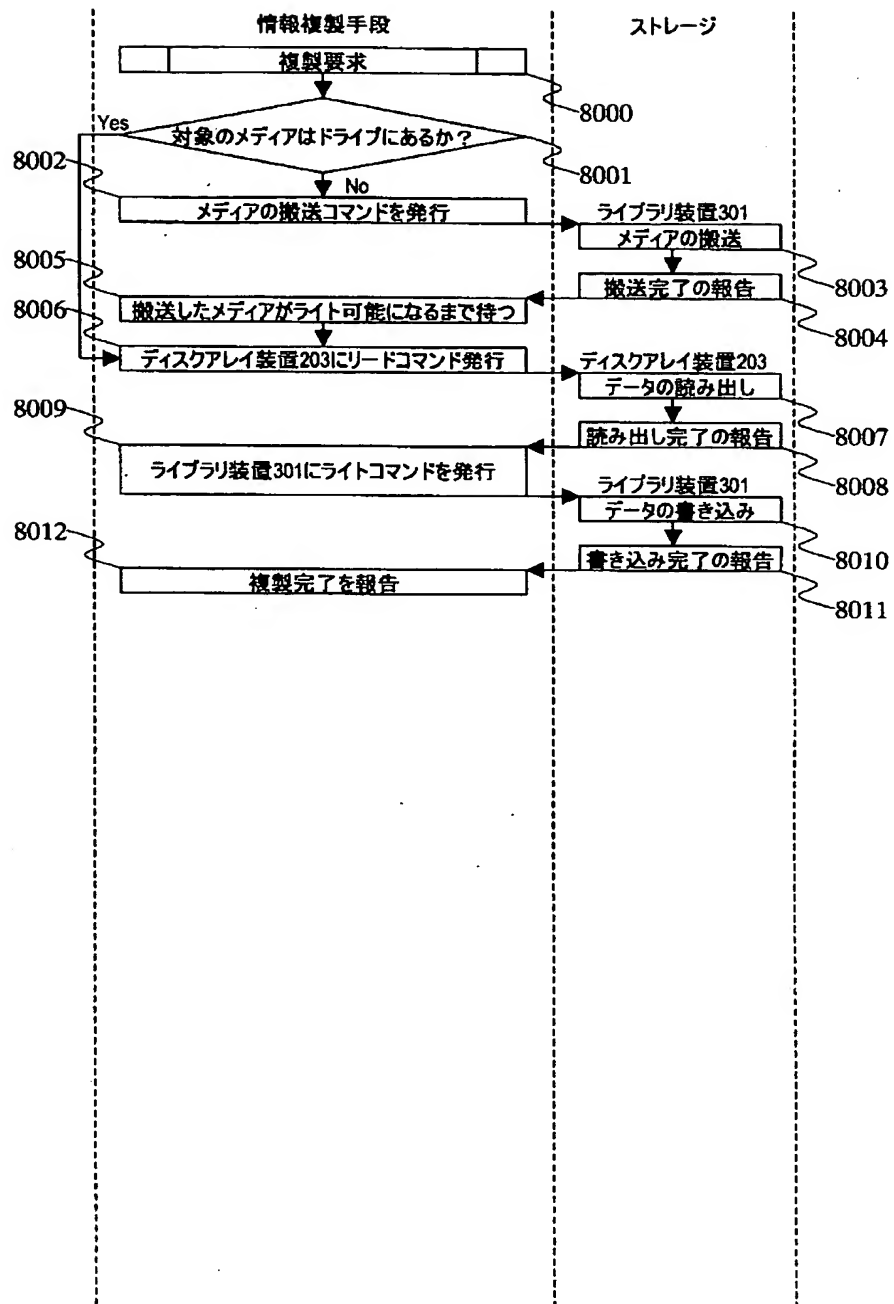 情報複製手段
ストレージ
複製要求
8000
Yes
対象のメディアはドライブにあるか？
8001
8002
No
メディアの搬送コマンドを発行
ライブラリ装置301
メディアの搬送
8003
8005
搬送完了の報告
8004
8006
搬送したメディアがライト可能になるまで待つ
ディスクアレイ装置203にリードコマンド発行
ディスクアレイ装置203
データの読み出し
8007
8009
読み出し完了の報告
8008
ライブラリ装置301にライトコマンドを発行
ライブラリ装置301
データの書き込み
8010
8012
書き込み完了の報告
8011
複製完了を報告